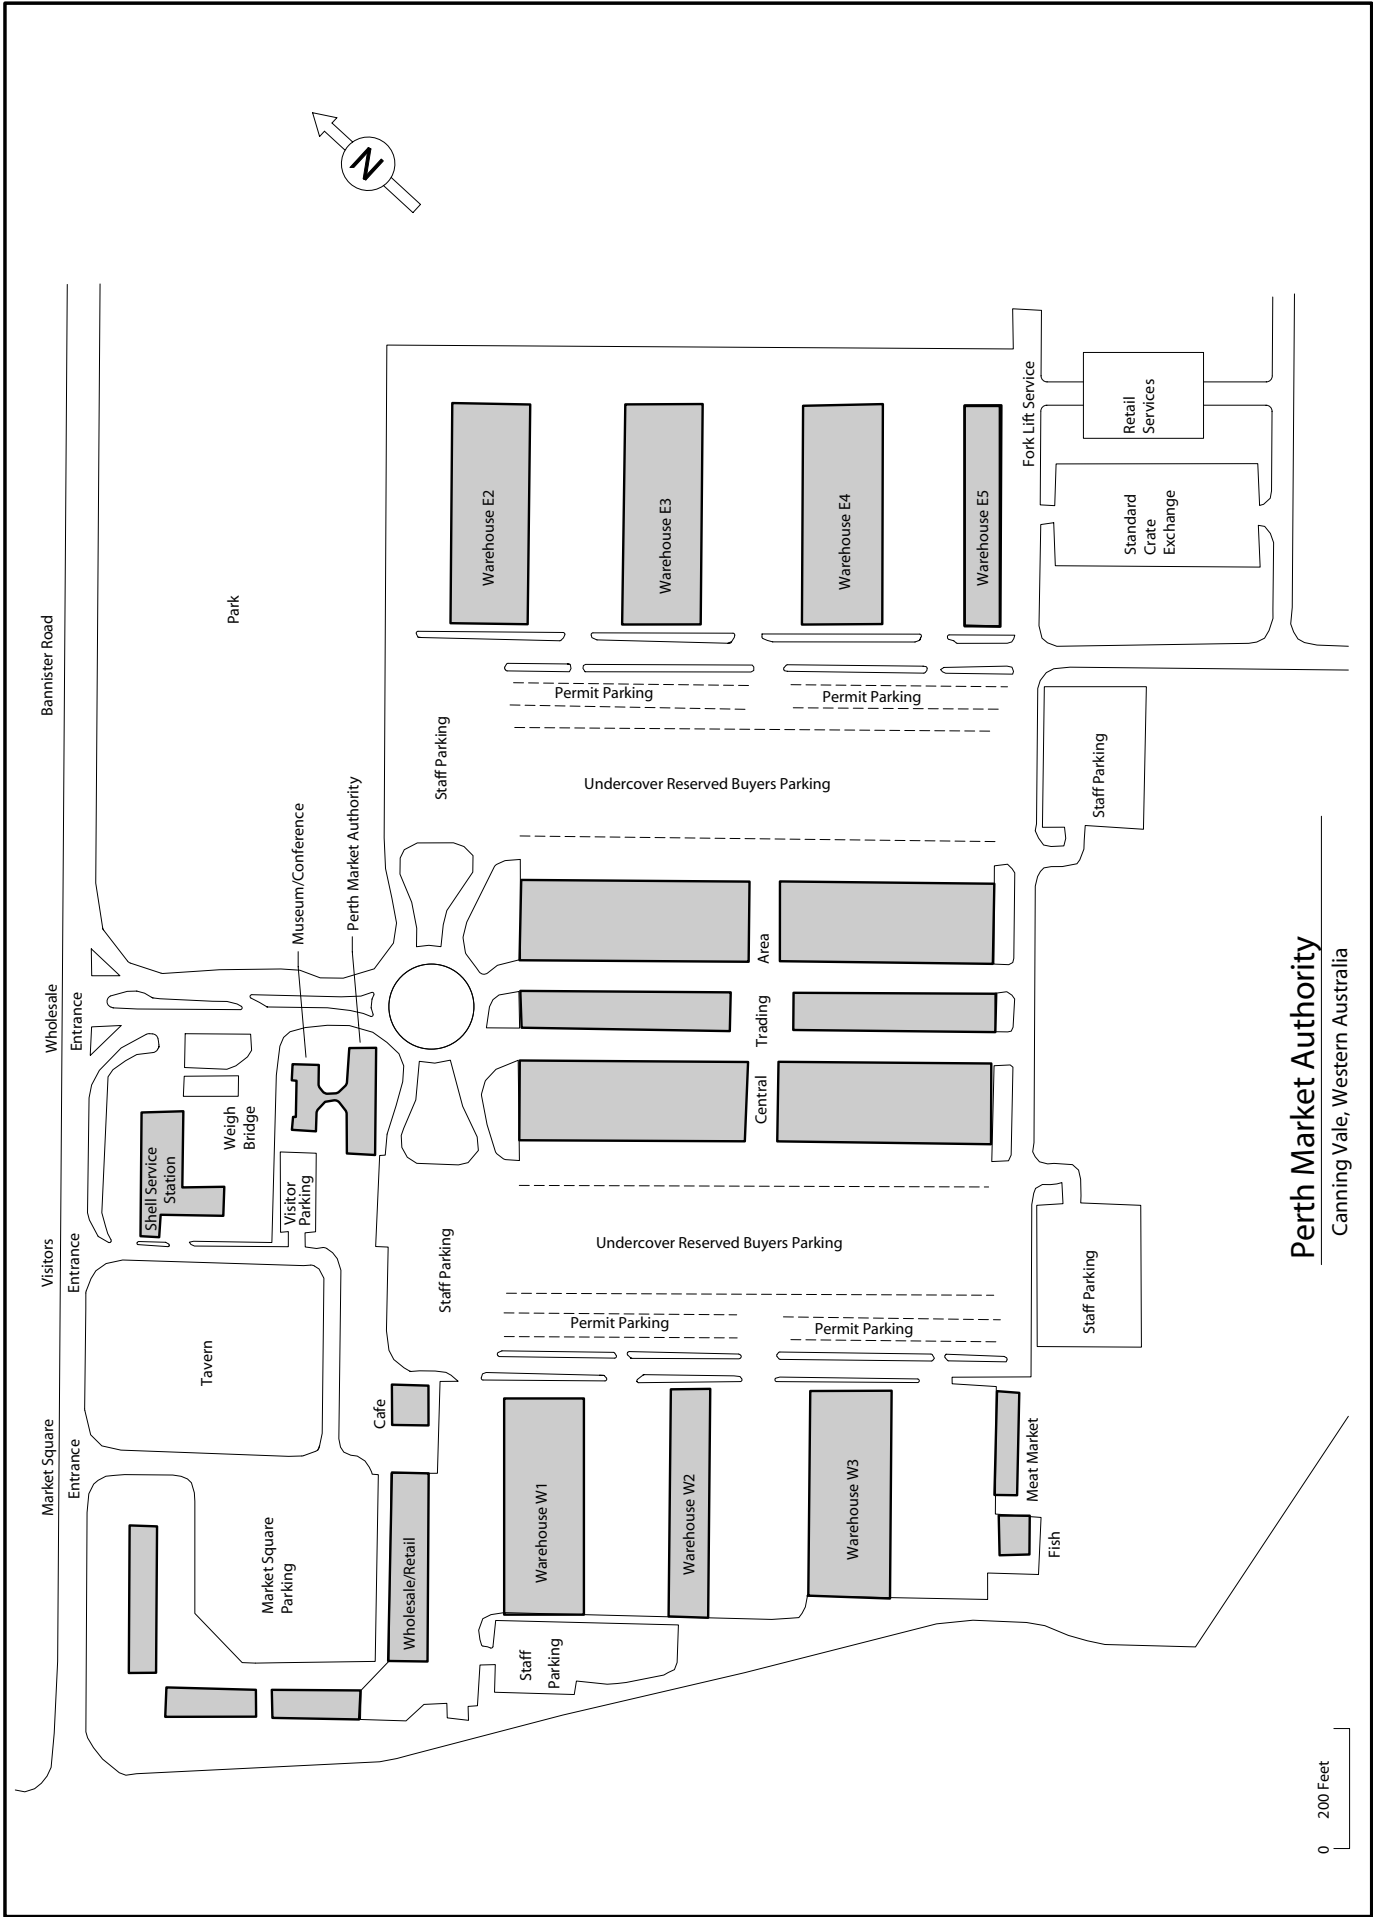 N
Bannister Road
Wholesale
Entrance
Visitors
Entrance
Market Square
Entrance
Park
Museum/Conference
Perth Market Authority
Weigh
Bridge
Shell Service
Station
Visitor
Parking
Tavern
Cafe
Market Square
Parking
Wholesale/Retail
Staff Parking
Staff Parking
Staff
Parking
Warehouse E2
Warehouse E3
Warehouse E4
Warehouse E5
Fork Lift Service
Retail
Services
Standard
Crate
Exchange
Permit Parking
Permit Parking
Undercover Reserved Buyers Parking
Staff Parking
Central
Trading
Area
Undercover Reserved Buyers Parking
Permit Parking
Permit Parking
Staff Parking
Warehouse W1
Warehouse W2
Warehouse W3
Meat Market
Fish
Perth Market Authority
Canning Vale, Western Australia
0 200 Feet